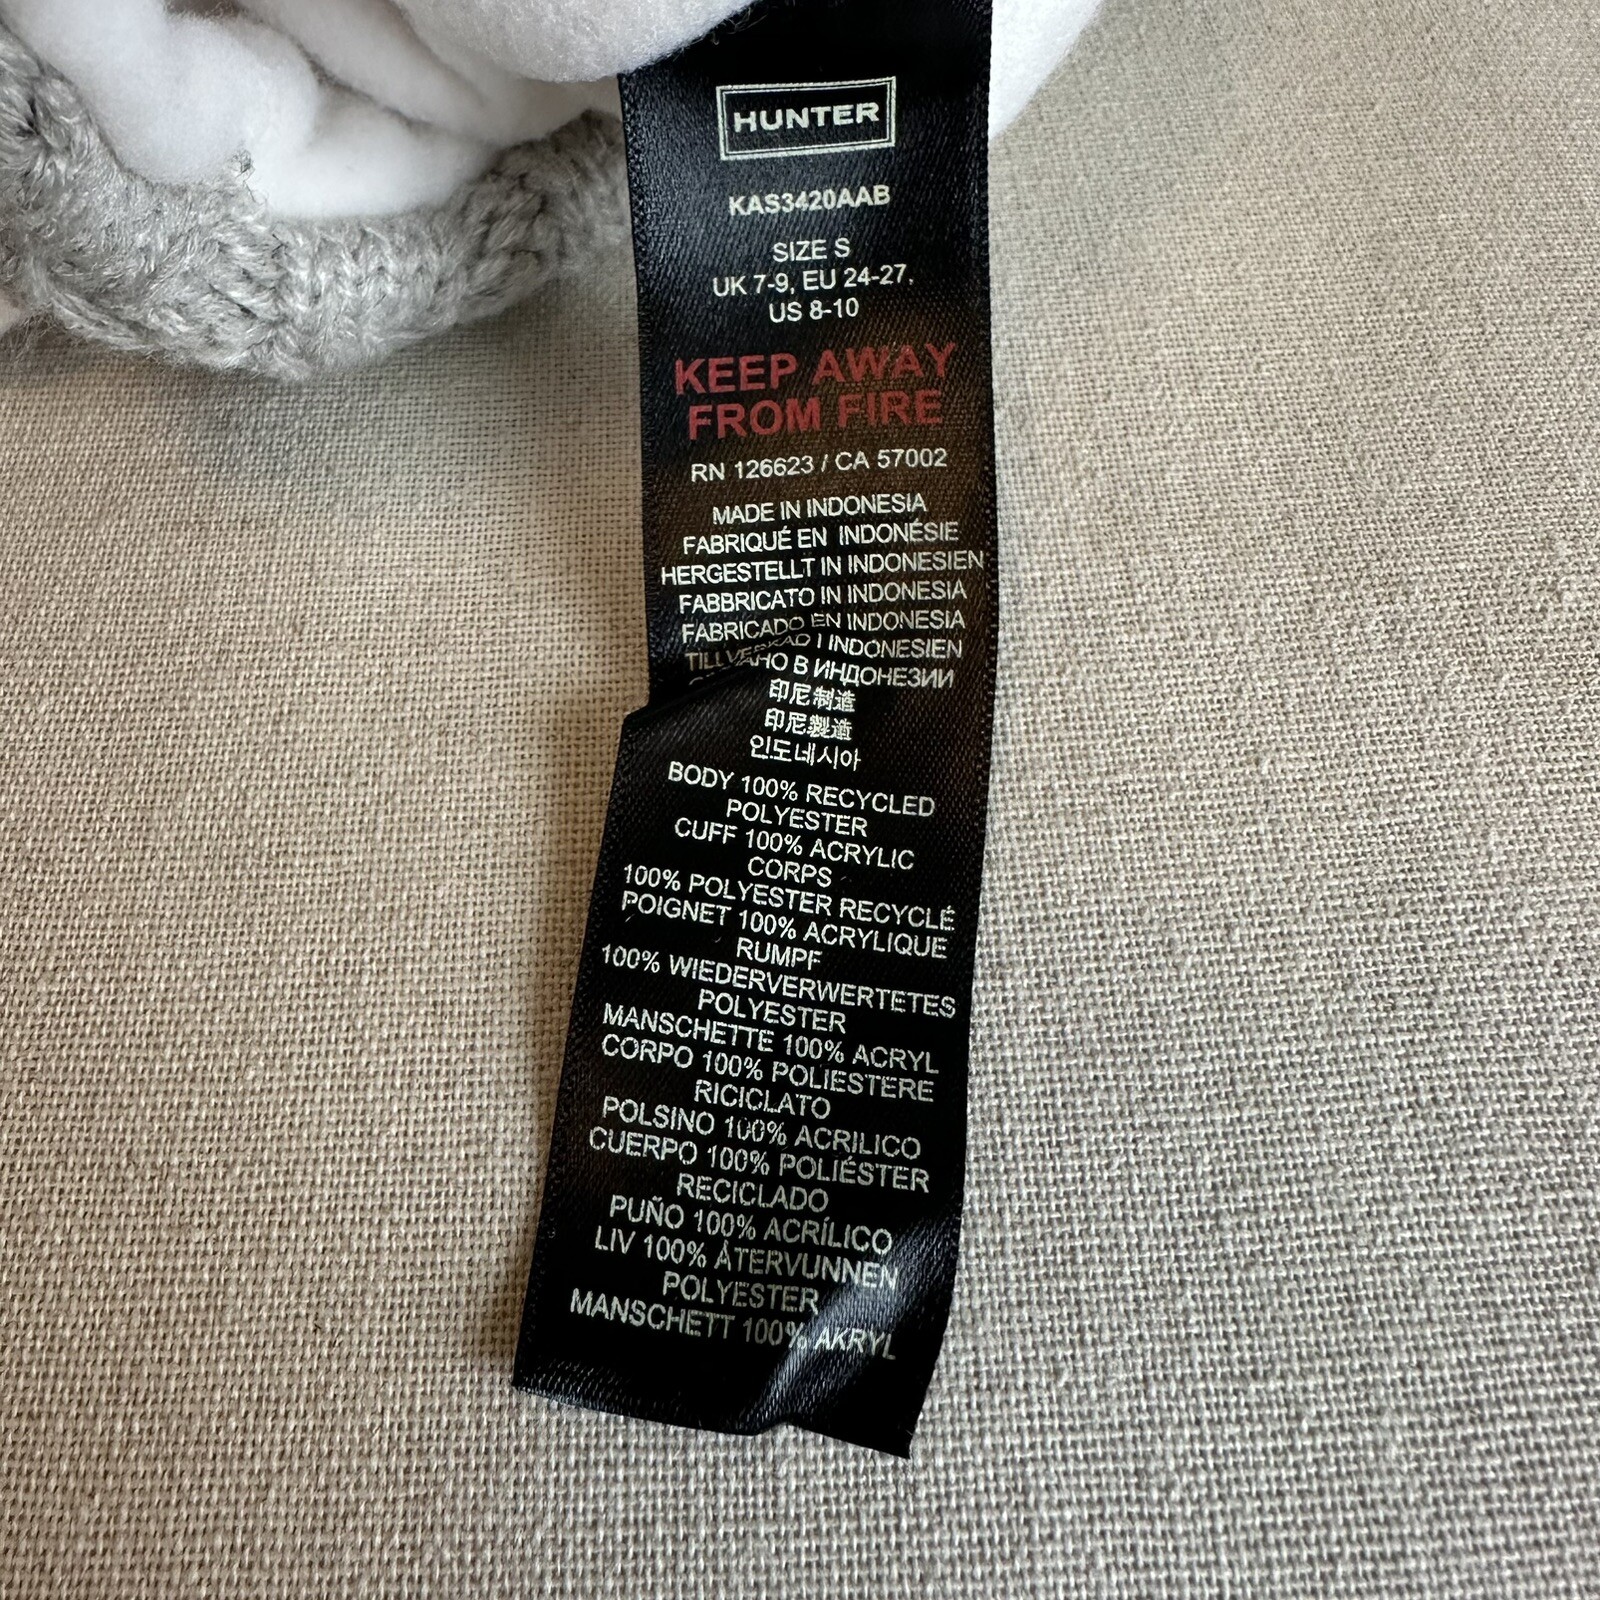 HUNTER
KAS3420AAB
SIZE S
UK 7-9, EU 24-27,
US 8-10
KEEP AWAY
FROM FIRE
RN 126623 / CA 57002
MADE IN INDONESIA
FABRIQUÉ EN INDONÉSIE
HERGESTELLT IN INDONESIEN
FABBRICATO IN INDONESIA
FABRICADO EN INDONESIA
TILLVERKAD I INDONESIEN
В ИНДОНЕЗИИ
印尼制造
印尼製造
인도네시아
BODY 100% RECYCLED
POLYESTER
CUFF 100% ACRYLIC
CORPS
100% POLYESTER RECYCLÉ
POIGNET 100% ACRYLIQUE
RUMPF
100% WIEDERVERWERTETES
POLYESTER
MANSCHETTE 100% ACRYL
CORPO 100% POLIESTERE
RICICLATO
POLSINO 100% ACRILICO
CUERPO 100% POLIÉSTER
RECICLADO
PUÑO 100% ACRÍLICO
LIV 100% ÅTERVUNNEN
POLYESTER
MANSCHETT 100% AKRYL